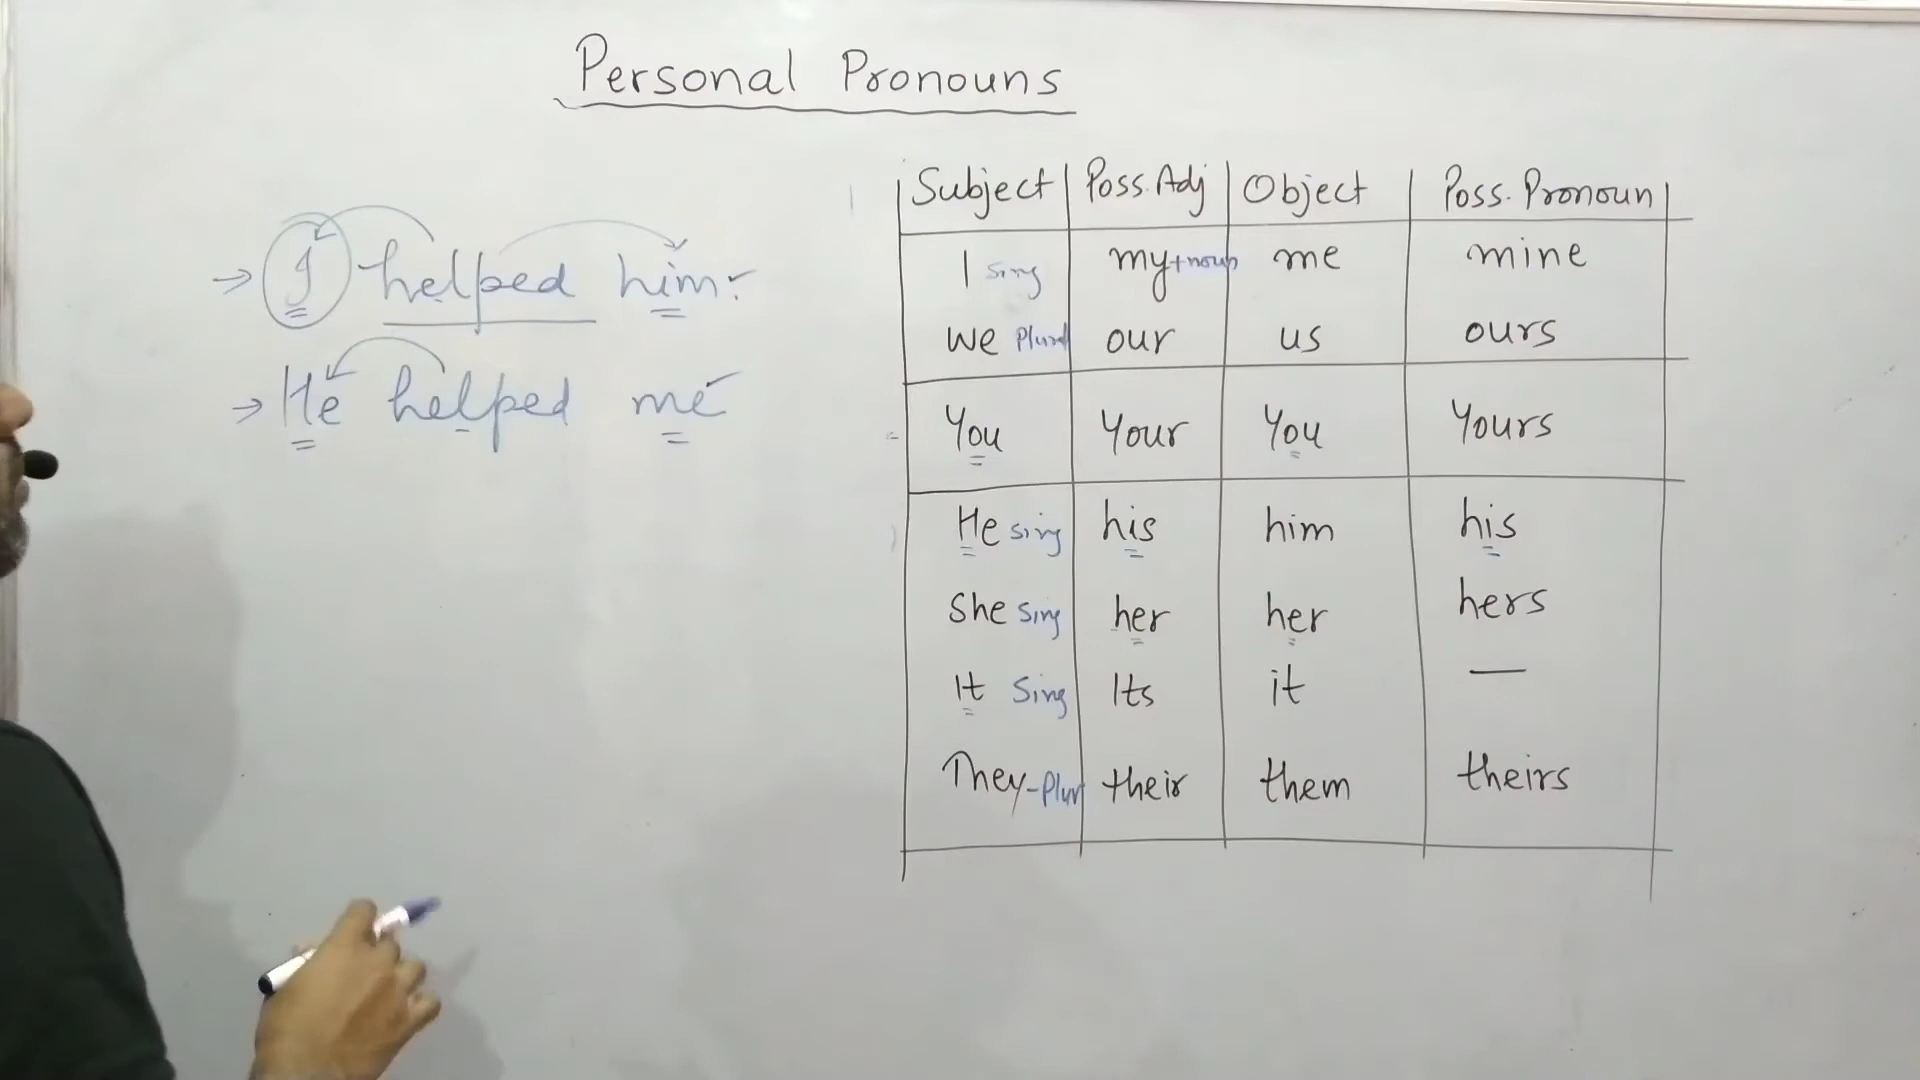 Personal Pronouns
→ I helped him.
→ He helped me
Subject Poss. Adj Object Poss. Pronoun
I sing my+noun me mine
we Plural our us ours
You Your You Yours
He sing his him his
She Sing her her hers
It Sing Its it —
They-Plur their them theirs